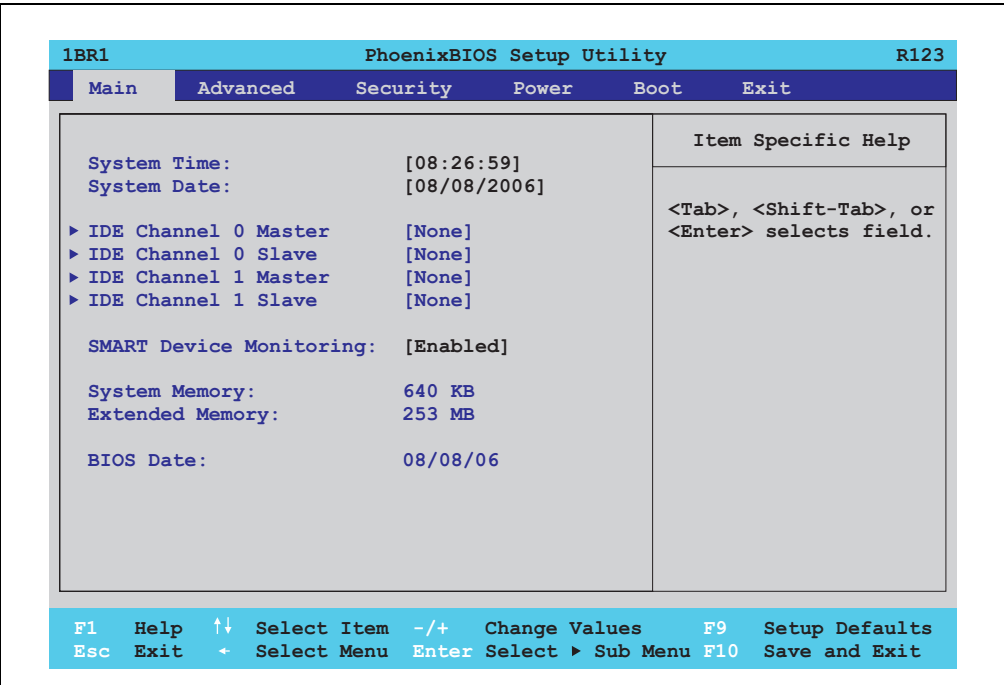 1BR1 PhoenixBIOS Setup Utility R123
Main Advanced Security Power Boot Exit
Item Specific Help
System Time: [08:26:59]
System Date: [08/08/2006]
<Tab>, <Shift-Tab>, or
<Enter> selects field.
▶ IDE Channel 0 Master [None]
▶ IDE Channel 0 Slave [None]
▶ IDE Channel 1 Master [None]
▶ IDE Channel 1 Slave [None]
SMART Device Monitoring: [Enabled]
System Memory: 640 KB
Extended Memory: 253 MB
BIOS Date: 08/08/06
F1 Help ↑↓ Select Item -/+ Change Values F9 Setup Defaults
Esc Exit ← Select Menu Enter Select ▶ Sub Menu F10 Save and Exit